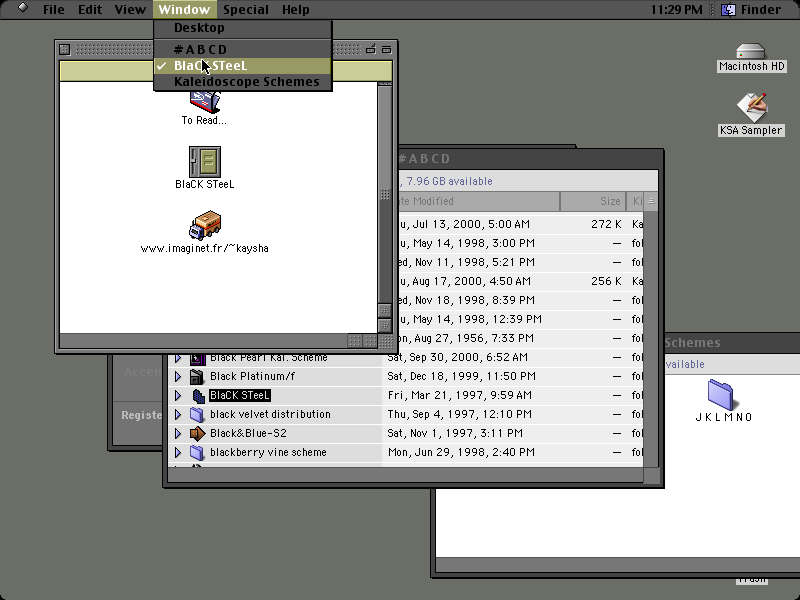 File Edit View Window Special Help 11:29 PM Finder
Desktop
#ABCD
BlaCK STeeL
Kaleidoscope Schemes
To Read...
BlaCK STeeL
www.imaginet.fr/~kaysha
Macintosh HD
KSA Sampler
#ABCD
, 7.96 GB available
te Modified Size Ki
u, Jul 13, 2000, 5:00 AM 272 K Ka
u, May 14, 1998, 3:00 PM — fol
ed, Nov 11, 1998, 5:21 PM — fol
u, Aug 17, 2000, 4:50 AM 256 K Ka
ed, Nov 18, 1998, 8:39 PM — fol
u, May 14, 1998, 12:39 PM — fol
on, Aug 27, 1956, 7:33 PM — fol
Black Pearl Kal. Scheme Sat, Sep 30, 2000, 6:52 AM — fol
Black Platinum/f Sat, Dec 18, 1999, 11:50 PM — fol
BlaCK STeeL Fri, Mar 21, 1997, 9:59 AM — fol
black velvet distribution Thu, Sep 4, 1997, 12:10 PM — fol
Black&Blue-S2 Sat, Nov 1, 1997, 3:11 PM — fol
blackberry vine scheme Mon, Jun 29, 1998, 2:40 PM — fol
Accen
Registe
Schemes
vailable
J K L M N O
Trash